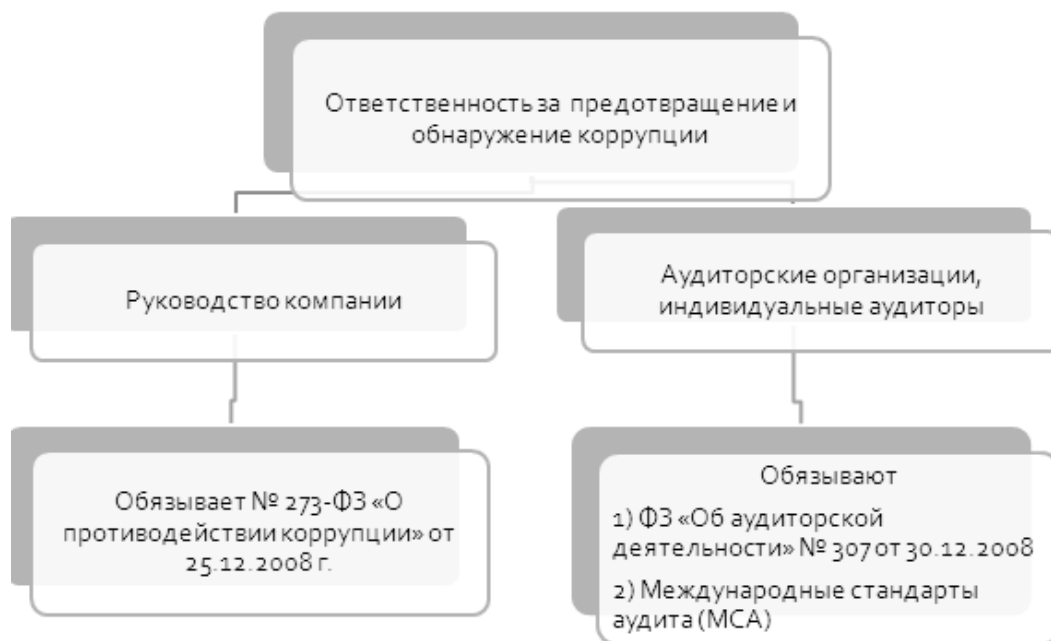 Ответственность за предотвращение и
обнаружение коррупции
Руководство компании
Аудиторские организации,
индивидуальные аудиторы
Обязывает № 273-ФЗ «О
противодействии коррупции» от
25.12.2008 г.
Обязывают
1) ФЗ «Об аудиторской
деятельности» № 307 от 30.12.2008
2) Международные стандарты
аудита (МСА)